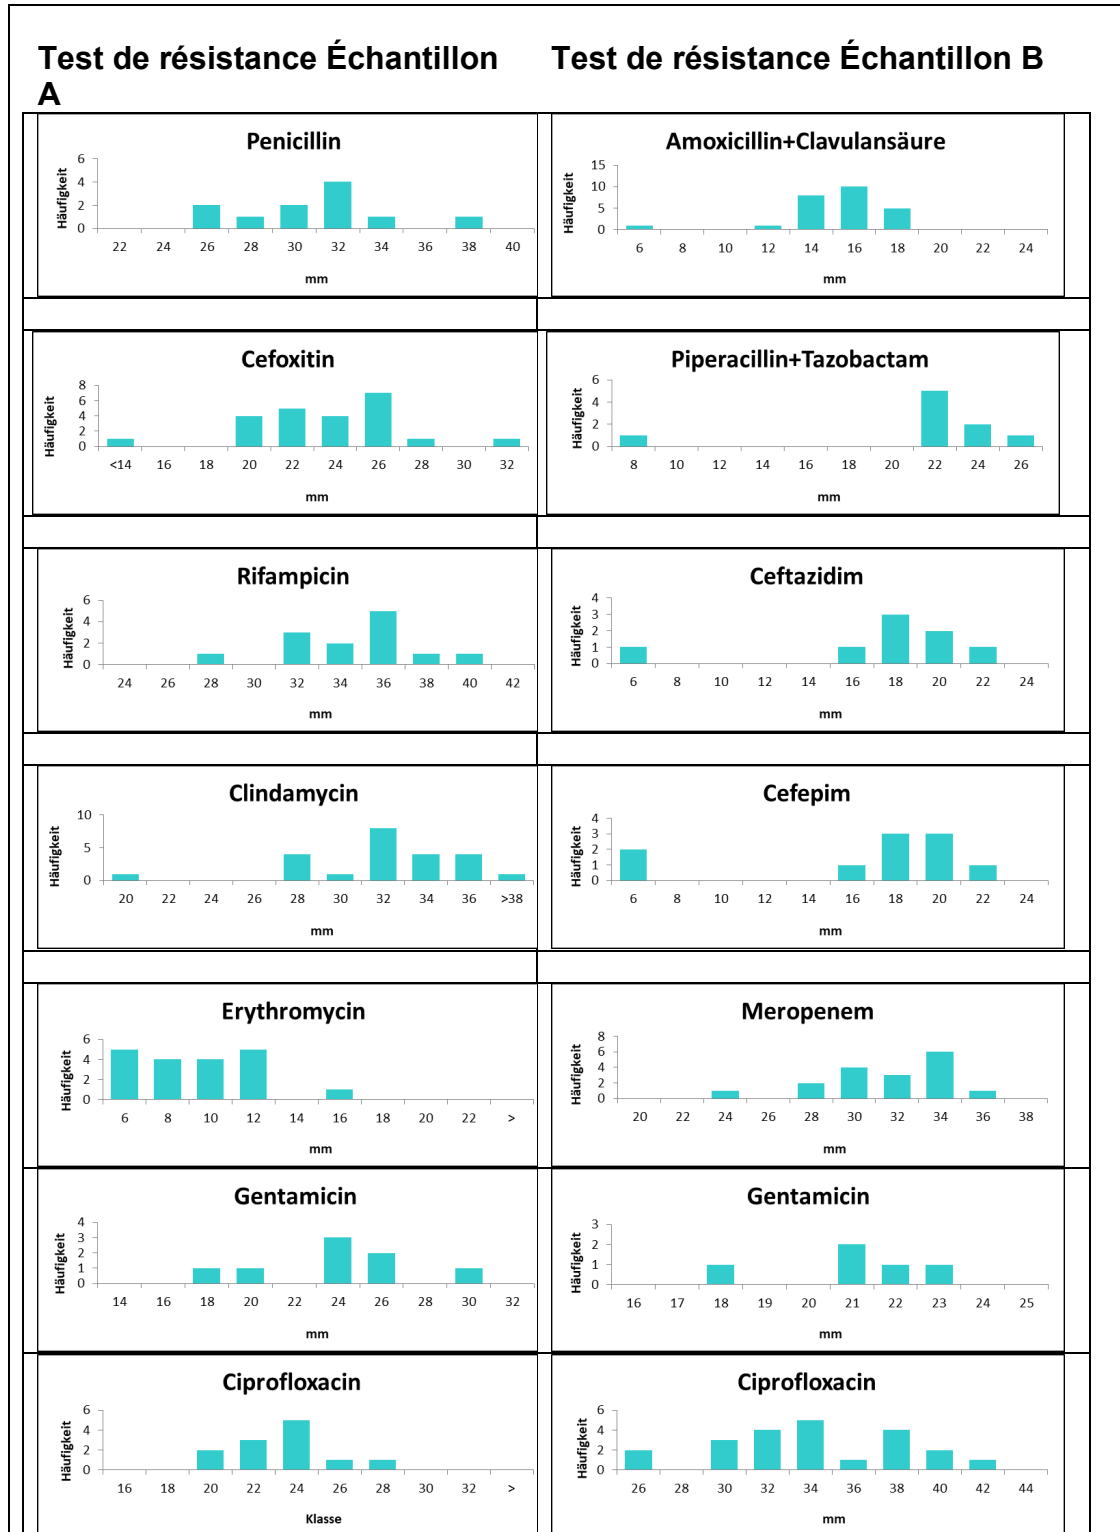 Test de résistance Échantillon
A
Test de résistance Échantillon B
Penicillin
Häufigkeit
6
4
2
0
22 24 26 28 30 32 34 36 38 40
mm
Amoxicillin+Clavulansäure
Häufigkeit
15
10
5
0
6 8 10 12 14 16 18 20 22 24
mm
Cefoxitin
Häufigkeit
8
6
4
2
0
<14 16 18 20 22 24 26 28 30 32
mm
Piperacillin+Tazobactam
Häufigkeit
6
4
2
0
8 10 12 14 16 18 20 22 24 26
mm
Rifampicin
Häufigkeit
6
4
2
0
24 26 28 30 32 34 36 38 40 42
mm
Ceftazidim
Häufigkeit
4
3
2
1
0
6 8 10 12 14 16 18 20 22 24
mm
Clindamycin
Häufigkeit
10
5
0
20 22 24 26 28 30 32 34 36 >38
mm
Cefepim
Häufigkeit
4
3
2
1
0
6 8 10 12 14 16 18 20 22 24
mm
Erythromycin
Häufigkeit
6
4
2
0
6 8 10 12 14 16 18 20 22 >
mm
Meropenem
Häufigkeit
8
6
4
2
0
20 22 24 26 28 30 32 34 36 38
mm
Gentamicin
Häufigkeit
4
3
2
1
0
14 16 18 20 22 24 26 28 30 32
mm
Gentamicin
Häufigkeit
3
2
1
0
16 17 18 19 20 21 22 23 24 25
mm
Ciprofloxacin
Häufigkeit
6
4
2
0
16 18 20 22 24 26 28 30 32 >
Klasse
Ciprofloxacin
Häufigkeit
6
4
2
0
26 28 30 32 34 36 38 40 42 44
mm